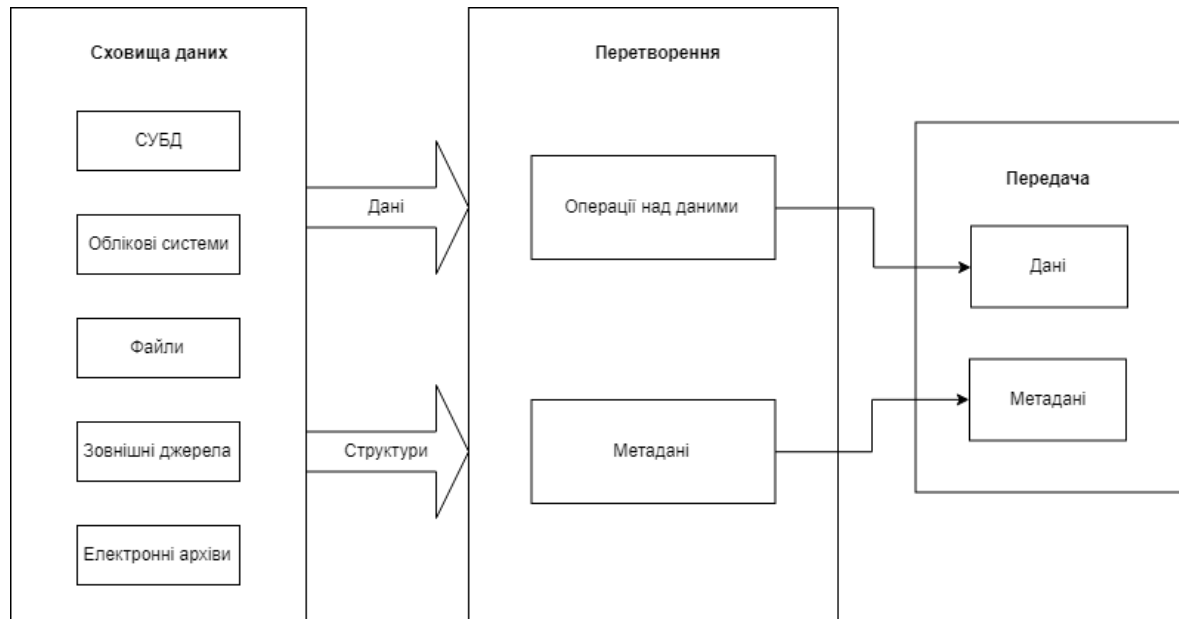 Сховища даних
СУБД
Облікові системи
Файли
Зовнішні джерела
Електронні архіви
Дані
Структури
Перетворення
Операції над даними
Метадані
Передача
Дані
Метадані